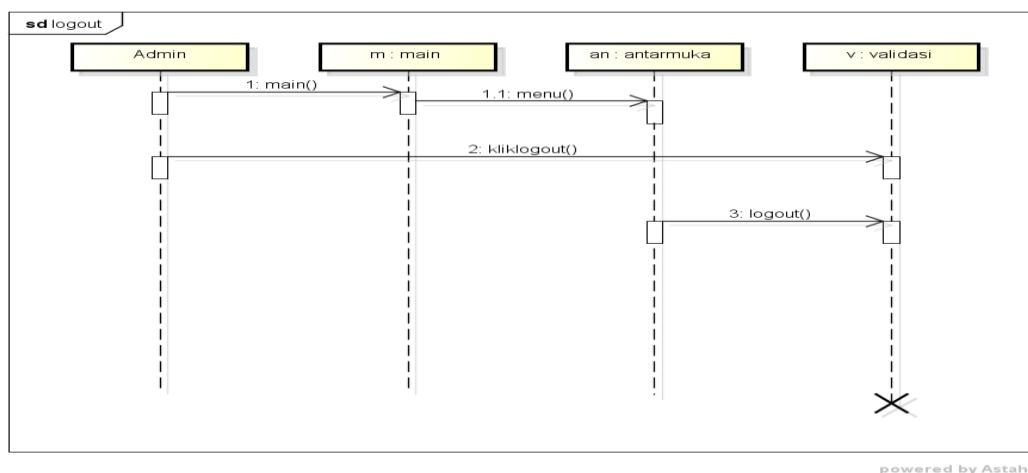 sd logout
Admin
m : main
an : antarmuka
v : validasi
1: main()
1.1: menu()
2: kliklogout()
3: logout()
powered by Astah